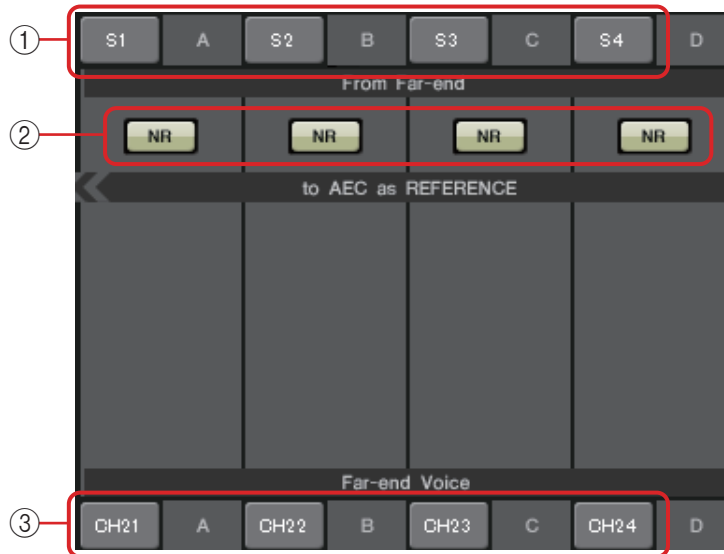 ① S1 A S2 B S3 C S4 D
From Far-end
② NR NR NR NR
to AEC as REFERENCE
Far-end Voice
③ CH21 A CH22 B CH23 C CH24 D